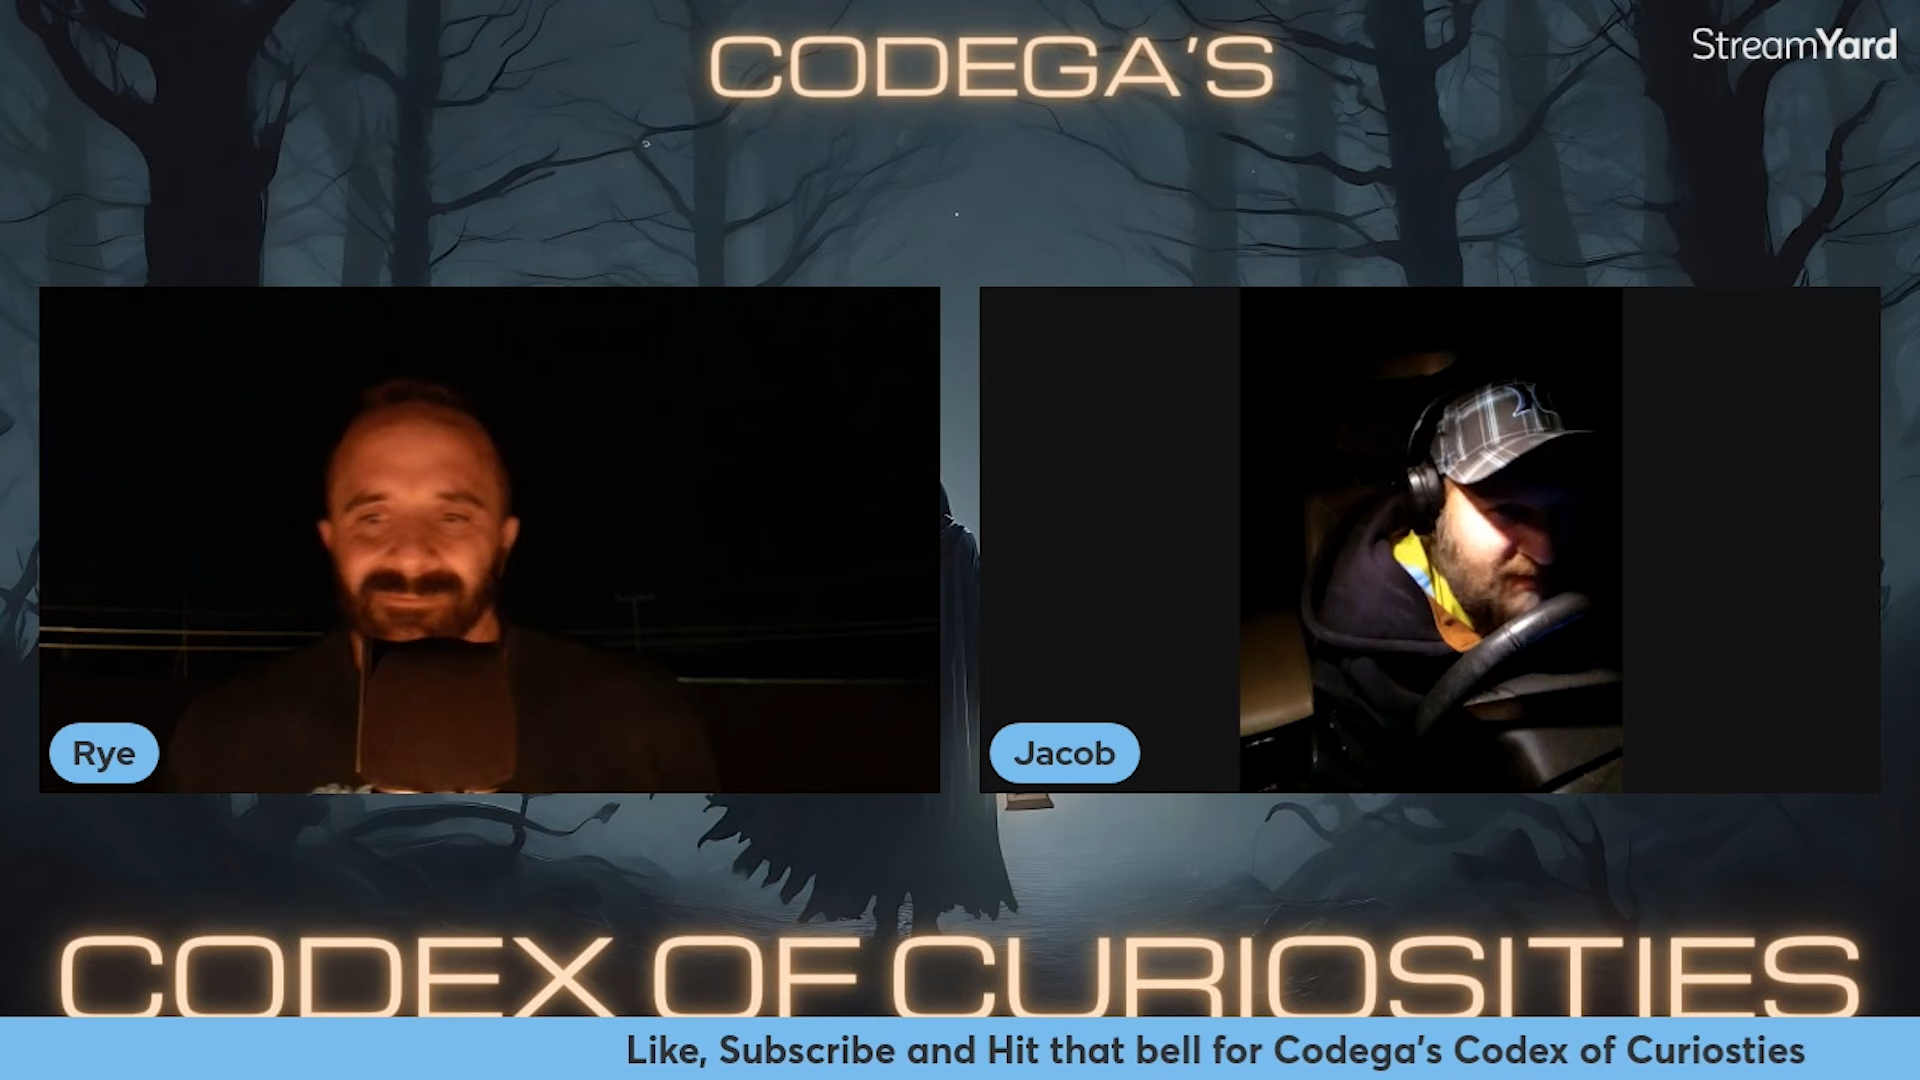 CODEGA'S
StreamYard
Rye
Jacob
CODEX OF CURIOSITIES
Like, Subscribe and Hit that bell for Codega's Codex of Curiosties